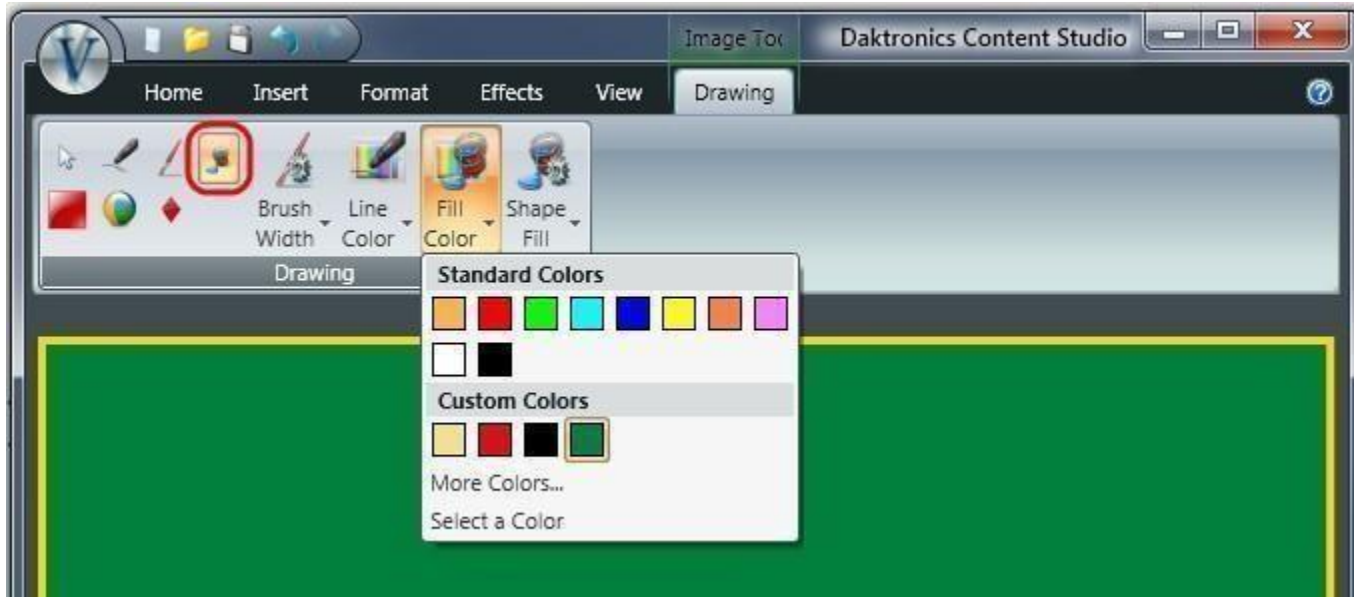 Image Too Daktronics Content Studio
V
Home Insert Format Effects View Drawing
Brush Width
Line Color
Fill Color
Shape Fill
Drawing
Standard Colors
Custom Colors
More Colors...
Select a Color